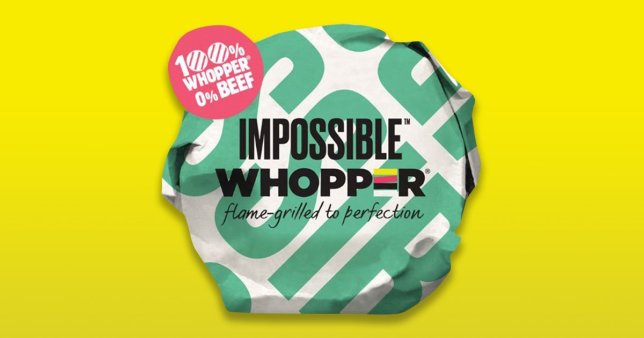 100%
WHOPPER®
0% BEEF
IMPOSSIBLE™
WHOPPER®
flame-grilled to perfection